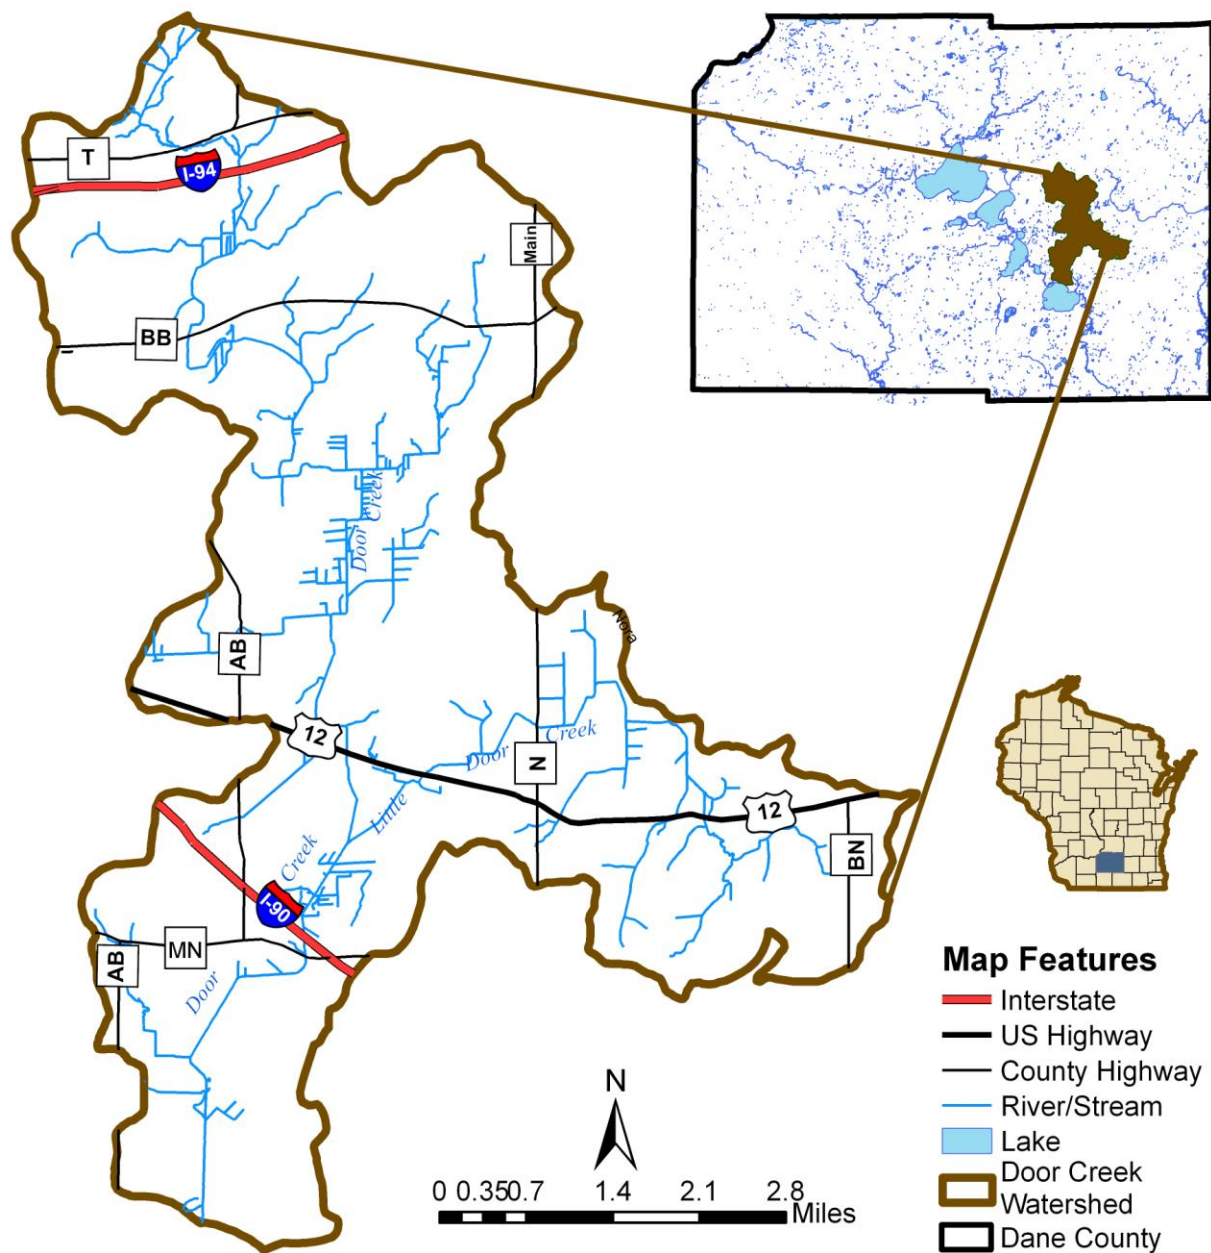 T
I-94
Main
BB
Door
Creek
Nora
AB
12
N
Door
Creek
Little
12
BN
Creek
I-90
AB
MN
Door
N
0 0.35 0.7 1.4 2.1 2.8
Miles
Map Features
Interstate
US Highway
County Highway
River/Stream
Lake
Door Creek
Watershed
Dane County